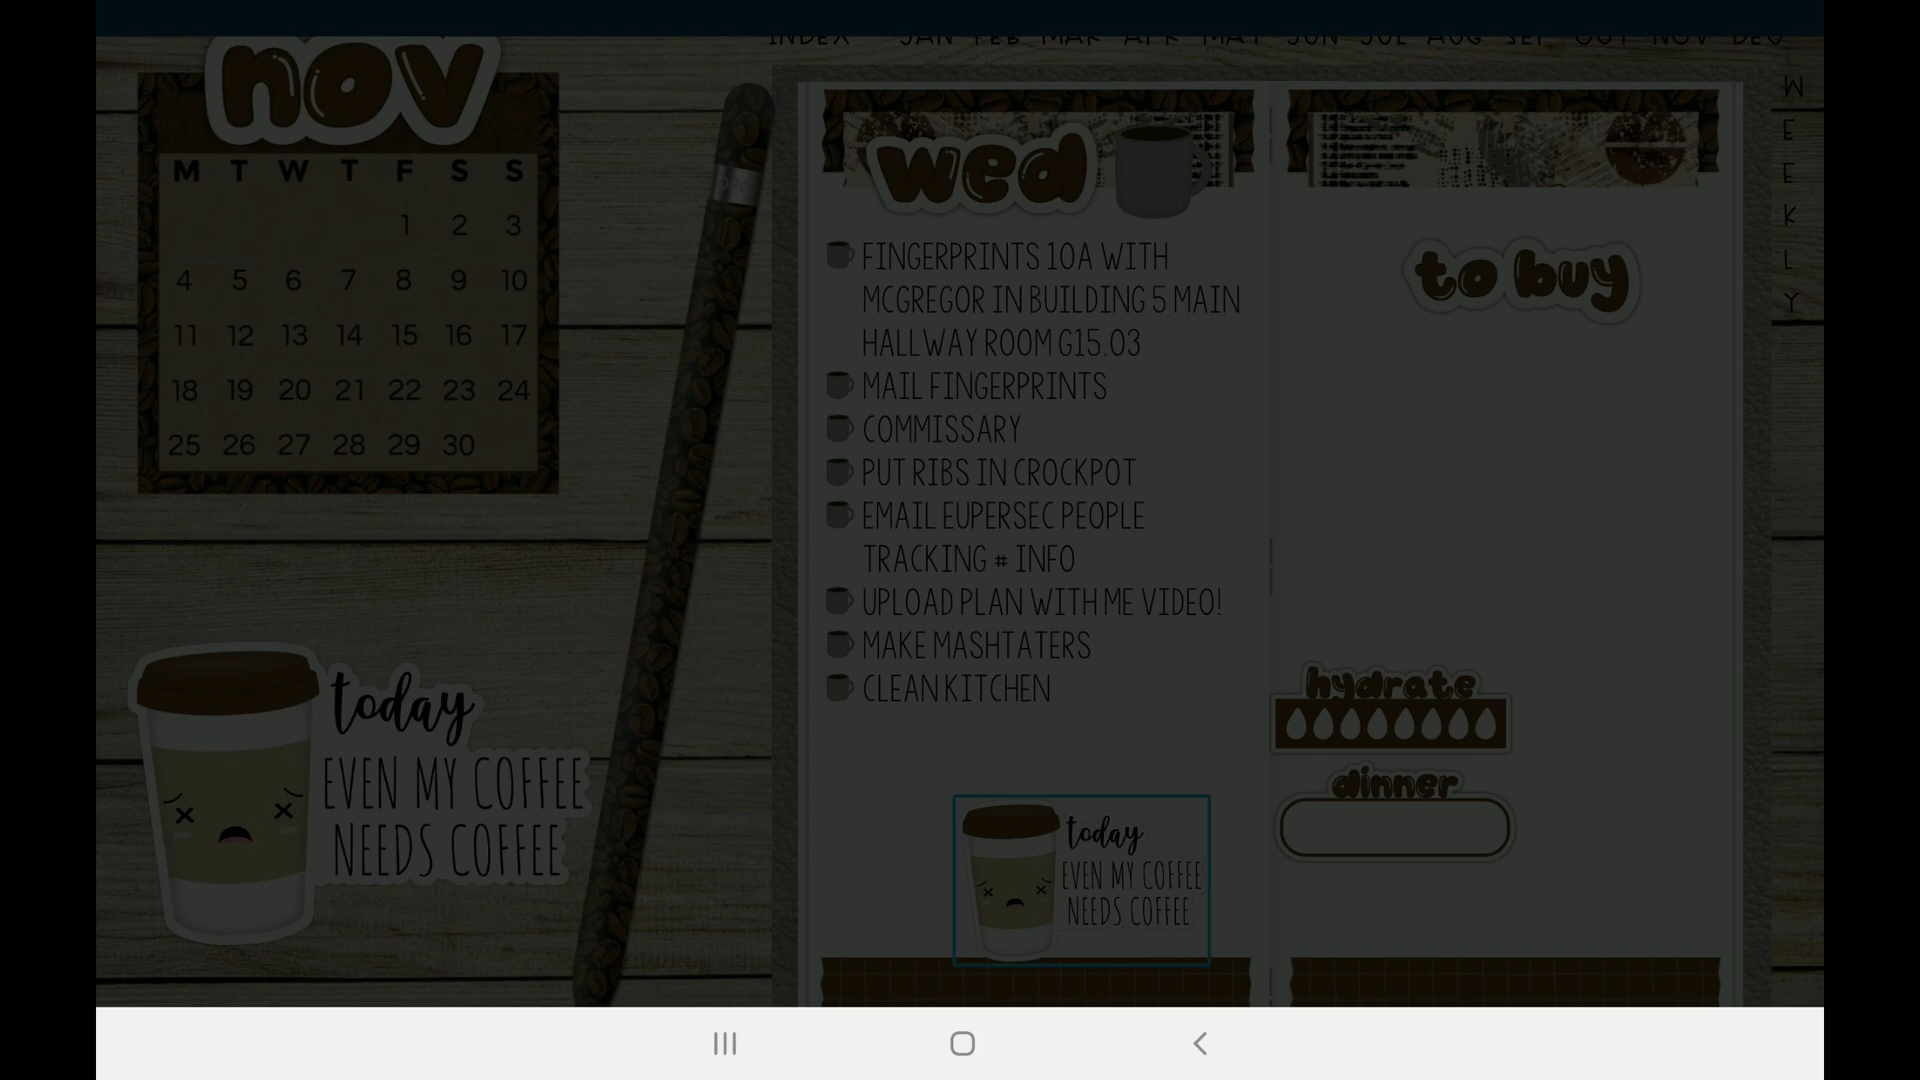 INDEX JAN FEB MAR APR MAY JUN JUL AUG SEP OCT NOV DEC
nov
M T W T F S S
1 2 3
4 5 6 7 8 9 10
11 12 13 14 15 16 17
18 19 20 21 22 23 24
25 26 27 28 29 30
today
EVEN MY COFFEE
NEEDS COFFEE
wed
FINGERPRINTS 10A WITH
MCGREGOR IN BUILDING 5 MAIN
HALLWAY ROOM G15.03
MAIL FINGERPRINTS
COMMISSARY
PUT RIBS IN CROCKPOT
EMAIL EUPERSEC PEOPLE
TRACKING # INFO
UPLOAD PLAN WITH ME VIDEO!
MAKE MASHTATERS
CLEAN KITCHEN
today
EVEN MY COFFEE
NEEDS COFFEE
to buy
hydrate
dinner
WEEKLY